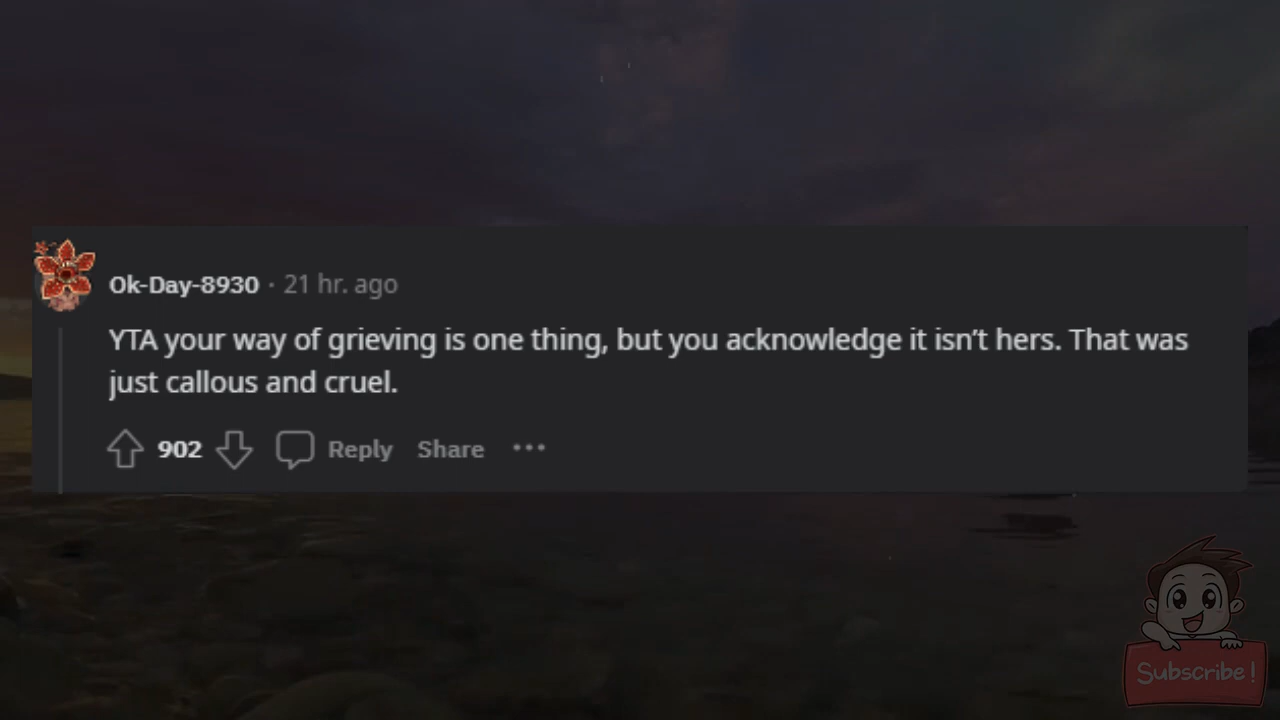 Ok-Day-8930 · 21 hr. ago
YTA your way of grieving is one thing, but you acknowledge it isn’t hers. That was
just callous and cruel.
902 Reply Share ···
Subscribe!